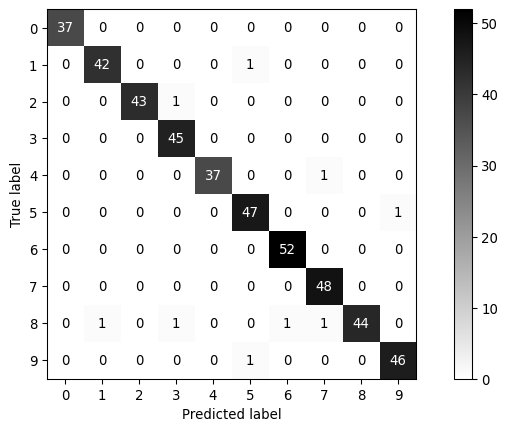 0 37 0 0 0 0 0 0 0 0 0
1 0 42 0 0 0 1 0 0 0 0
2 0 0 43 1 0 0 0 0 0 0
3 0 0 0 45 0 0 0 0 0 0
4 0 0 0 0 37 0 0 1 0 0
5 0 0 0 0 0 47 0 0 0 1
6 0 0 0 0 0 0 52 0 0 0
7 0 0 0 0 0 0 0 48 0 0
8 0 1 0 1 0 0 1 1 44 0
9 0 0 0 0 0 1 0 0 0 46
0 1 2 3 4 5 6 7 8 9
Predicted label
True label
50
40
30
20
10
0